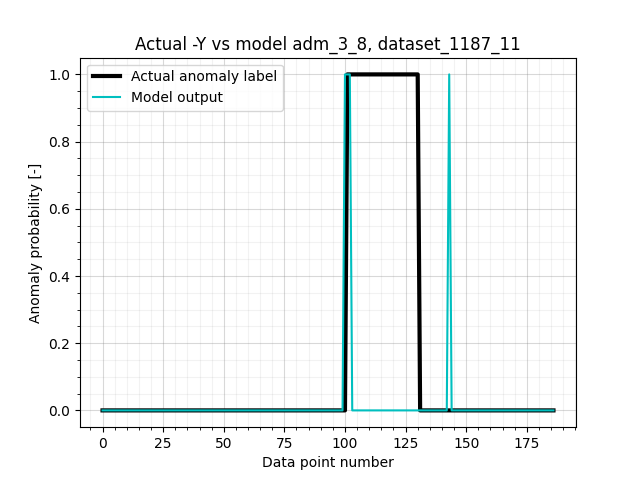 Actual -Y vs model adm_3_8, dataset_1187_11
Actual anomaly label
Model output
Anomaly probability [-]
1.0
0.8
0.6
0.4
0.2
0.0
0 25 50 75 100 125 150 175
Data point number